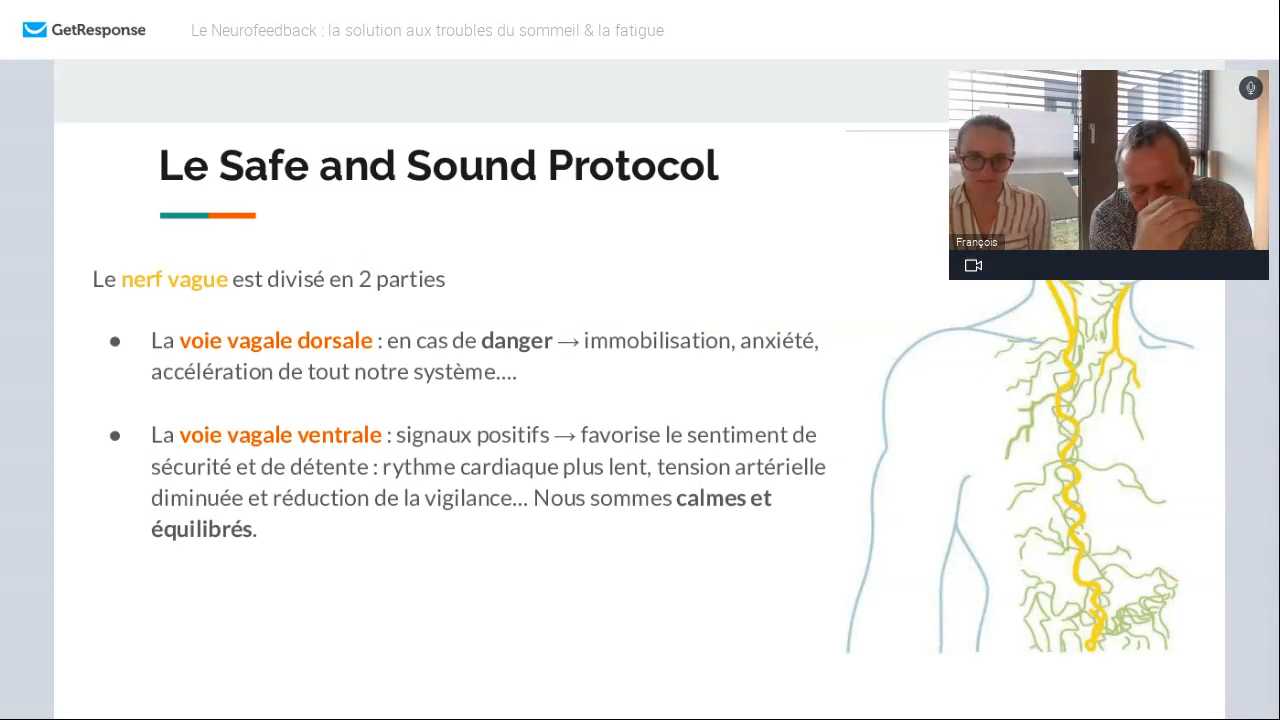 GetResponse
Le Neurofeedback : la solution aux troubles du sommeil & la fatigue
Le Safe and Sound Protocol
François
Le nerf vague est divisé en 2 parties
● La voie vagale dorsale : en cas de danger → immobilisation, anxiété,
accélération de tout notre système....
● La voie vagale ventrale : signaux positifs → favorise le sentiment de
sécurité et de détente : rythme cardiaque plus lent, tension artérielle
diminuée et réduction de la vigilance... Nous sommes calmes et
équilibrés.